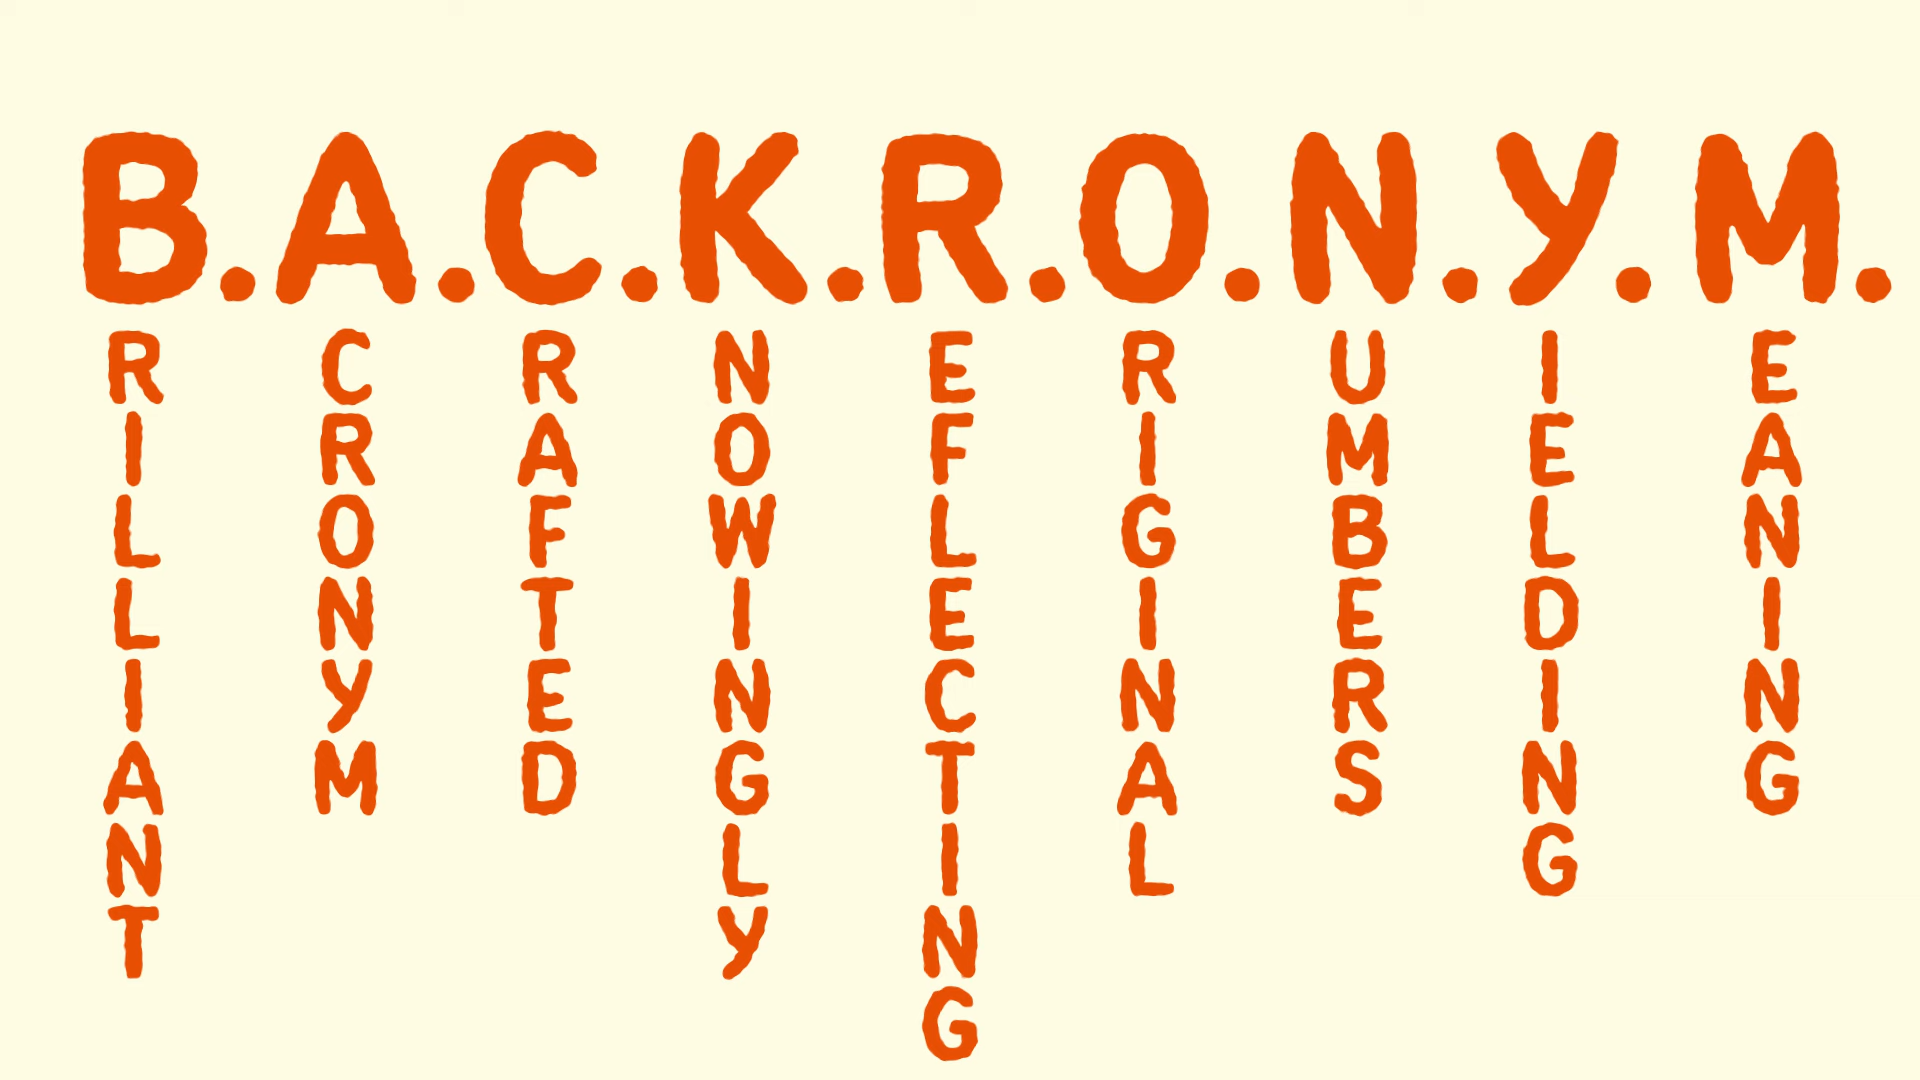 B.A.C.K.R.O.N.Y.M.
RILLIANT
CRONYM
RAFTED
NOWINGLY
EFLECTING
RIGINAL
UMBERS
IELDING
EANING